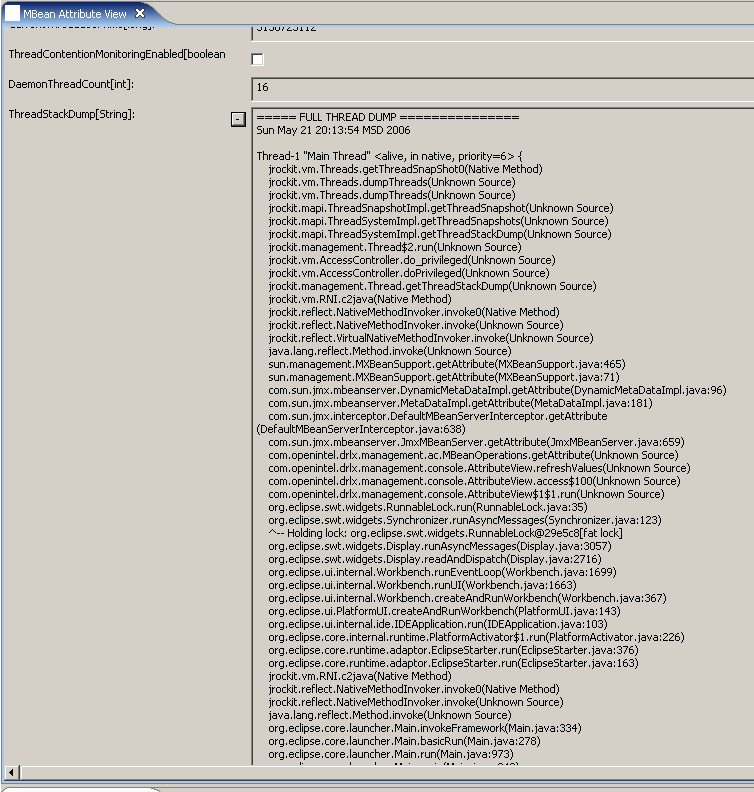 MBean Attribute View
ThreadContentionMonitoringEnabled[boolean
DaemonThreadCount[int]:
16
ThreadStackDump[String]:
-
===== FULL THREAD DUMP ===============
Sun May 21 20:13:54 MSD 2006
Thread-1 "Main Thread" <alive, in native, priority=6> {
jrockit.vm.Threads.getThreadSnapShot0(Native Method)
jrockit.vm.Threads.dumpThreads(Unknown Source)
jrockit.vm.Threads.dumpThreads(Unknown Source)
jrockit.mapi.ThreadSnapshotImpl.getThreadSnapshot(Unknown Source)
jrockit.mapi.ThreadSystemImpl.getThreadSnapshots(Unknown Source)
jrockit.mapi.ThreadSystemImpl.getThreadStackDump(Unknown Source)
jrockit.management.Thread$2.run(Unknown Source)
jrockit.vm.AccessController.do_privileged(Unknown Source)
jrockit.vm.AccessController.doPrivileged(Unknown Source)
jrockit.management.Thread.getThreadStackDump(Unknown Source)
jrockit.vm.RNI.c2java(Native Method)
jrockit.reflect.NativeMethodInvoker.invoke0(Native Method)
jrockit.reflect.NativeMethodInvoker.invoke(Unknown Source)
jrockit.reflect.VirtualNativeMethodInvoker.invoke(Unknown Source)
java.lang.reflect.Method.invoke(Unknown Source)
sun.management.MXBeanSupport.getAttribute(MXBeanSupport.java:465)
sun.management.MXBeanSupport.getAttribute(MXBeanSupport.java:71)
com.sun.jmx.mbeanserver.DynamicMetaDataImpl.getAttribute(DynamicMetaDataImpl.java:96)
com.sun.jmx.mbeanserver.MetaDataImpl.getAttribute(MetaDataImpl.java:181)
com.sun.jmx.interceptor.DefaultMBeanServerInterceptor.getAttribute
(DefaultMBeanServerInterceptor.java:638)
com.sun.jmx.mbeanserver.JmxMBeanServer.getAttribute(JmxMBeanServer.java:659)
com.openintel.drlx.management.ac.MBeanOperations.getAttribute(Unknown Source)
com.openintel.drlx.management.console.AttributeView.refreshValues(Unknown Source)
com.openintel.drlx.management.console.AttributeView.access$100(Unknown Source)
com.openintel.drlx.management.console.AttributeView$1$1.run(Unknown Source)
org.eclipse.swt.widgets.RunnableLock.run(RunnableLock.java:35)
org.eclipse.swt.widgets.Synchronizer.runAsyncMessages(Synchronizer.java:123)
^-- Holding lock: org.eclipse.swt.widgets.RunnableLock@29e5c8[fat lock]
org.eclipse.swt.widgets.Display.runAsyncMessages(Display.java:3057)
org.eclipse.swt.widgets.Display.readAndDispatch(Display.java:2716)
org.eclipse.ui.internal.Workbench.runEventLoop(Workbench.java:1699)
org.eclipse.ui.internal.Workbench.runUI(Workbench.java:1663)
org.eclipse.ui.internal.Workbench.createAndRunWorkbench(Workbench.java:367)
org.eclipse.ui.PlatformUI.createAndRunWorkbench(PlatformUI.java:143)
org.eclipse.ui.internal.ide.IDEApplication.run(IDEApplication.java:103)
org.eclipse.core.internal.runtime.PlatformActivator$1.run(PlatformActivator.java:226)
org.eclipse.core.runtime.adaptor.EclipseStarter.run(EclipseStarter.java:376)
org.eclipse.core.runtime.adaptor.EclipseStarter.run(EclipseStarter.java:163)
jrockit.vm.RNI.c2java(Native Method)
jrockit.reflect.NativeMethodInvoker.invoke0(Native Method)
jrockit.reflect.NativeMethodInvoker.invoke(Unknown Source)
java.lang.reflect.Method.invoke(Unknown Source)
org.eclipse.core.launcher.Main.invokeFramework(Main.java:334)
org.eclipse.core.launcher.Main.basicRun(Main.java:278)
org.eclipse.core.launcher.Main.run(Main.java:973)